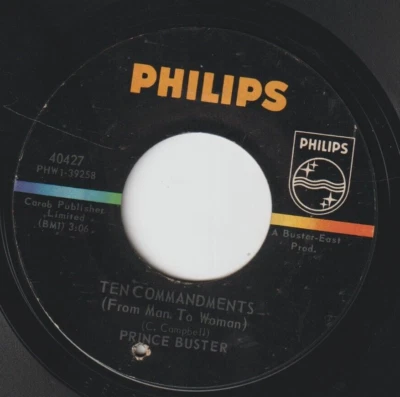 PHILIPS
40427
PHW1-39258
PHILIPS
Carob Publisher
Limited
(BMI) 3:06
A Buster-East
Prod.
TEN COMMANDMENTS
(From Man To Woman)
(C. Campbell)
PRINCE BUSTER